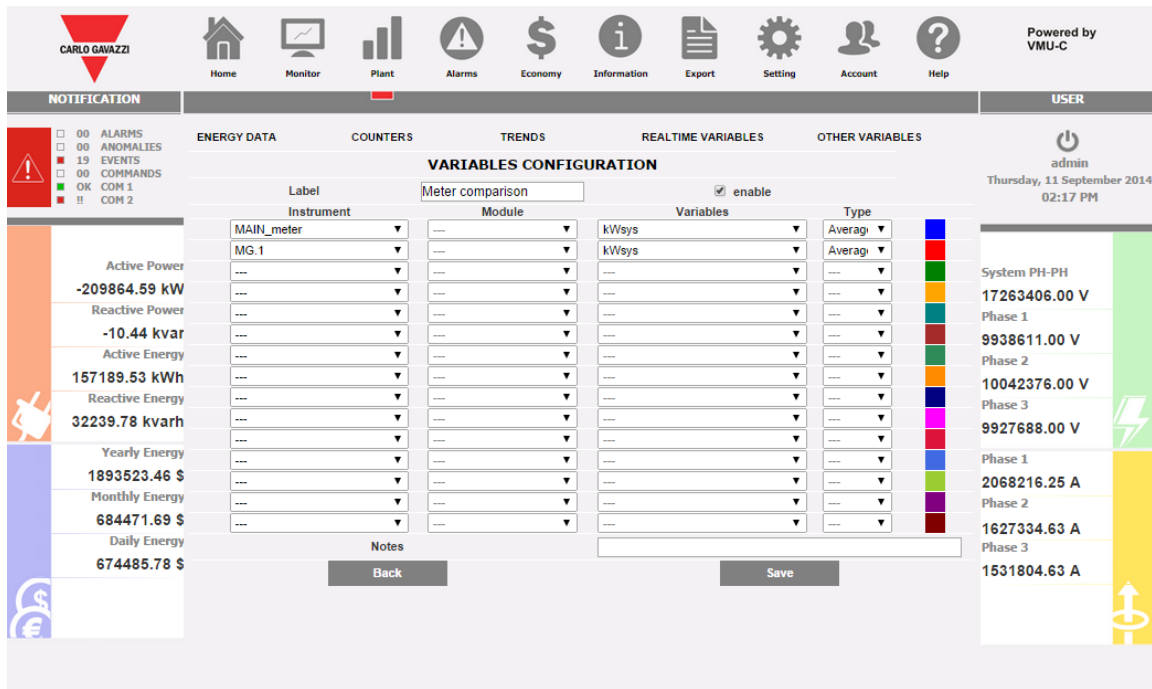 CARLO GAVAZZI
Home Monitor Plant Alarms Economy Information Export Setting Account Help
Powered by
VMU-C
NOTIFICATION
USER
00 ALARMS
00 ANOMALIES
19 EVENTS
00 COMMANDS
OK COM 1
!! COM 2
Active Power
-209864.59 kW
Reactive Power
-10.44 kvar
Active Energy
157189.53 kWh
Reactive Energy
32239.78 kvarh
Yearly Energy
1893523.46 $
Monthly Energy
684471.69 $
Daily Energy
674485.78 $
ENERGY DATA COUNTERS TRENDS REALTIME VARIABLES OTHER VARIABLES
VARIABLES CONFIGURATION
Label Meter comparison enable
Instrument Module Variables Type
MAIN_meter --- kWsys Averag
MG.1 --- kWsys Averag
--- --- --- ---
--- --- --- ---
--- --- --- ---
--- --- --- ---
--- --- --- ---
--- --- --- ---
--- --- --- ---
--- --- --- ---
--- --- --- ---
--- --- --- ---
--- --- --- ---
--- --- --- ---
--- --- --- ---
Notes
Back Save
admin
Thursday, 11 September 2014
02:17 PM
System PH-PH
17263406.00 V
Phase 1
9938611.00 V
Phase 2
10042376.00 V
Phase 3
9927688.00 V
Phase 1
2068216.25 A
Phase 2
1627334.63 A
Phase 3
1531804.63 A